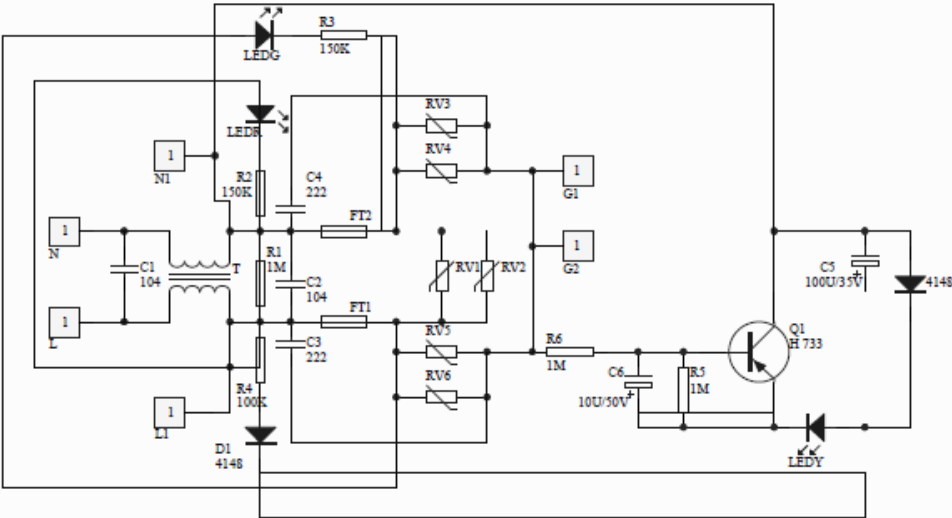 R3
150K
LEDG
RV3
LEDR
RV4
1
N1
R2
150K
C4
222
1
G1
FT2
1
N
R1
1M
1
G2
C1
104
T
C2
104
RV1
RV2
C5
100U/35V
+
4148
FT1
1
L
C3
222
RV5
R6
1M
Q1
H 733
R4
100K
RV6
C6
10U/50V
+
R5
1M
1
L1
D1
4148
LEDY